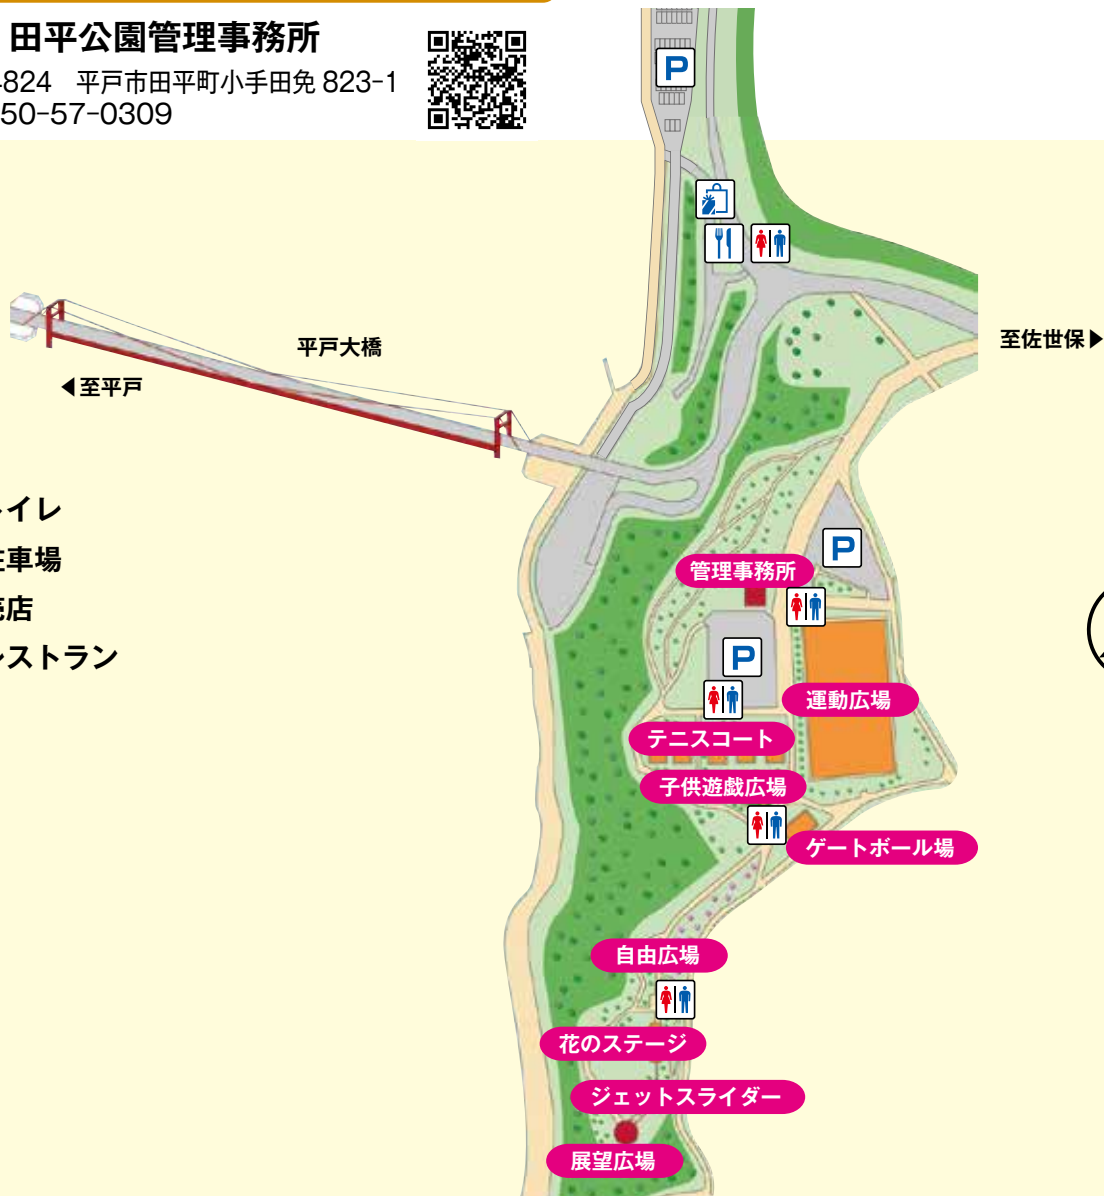 田平公園管理事務所
4824　平戸市田平町小手田免 823-1
50-57-0309
P
平戸大橋
至佐世保▶
◀至平戸
イレ
車場
店
ストラン
P
管理事務所
P
運動広場
テニスコート
子供遊戯広場
ゲートボール場
自由広場
花のステージ
ジェットスライダー
展望広場